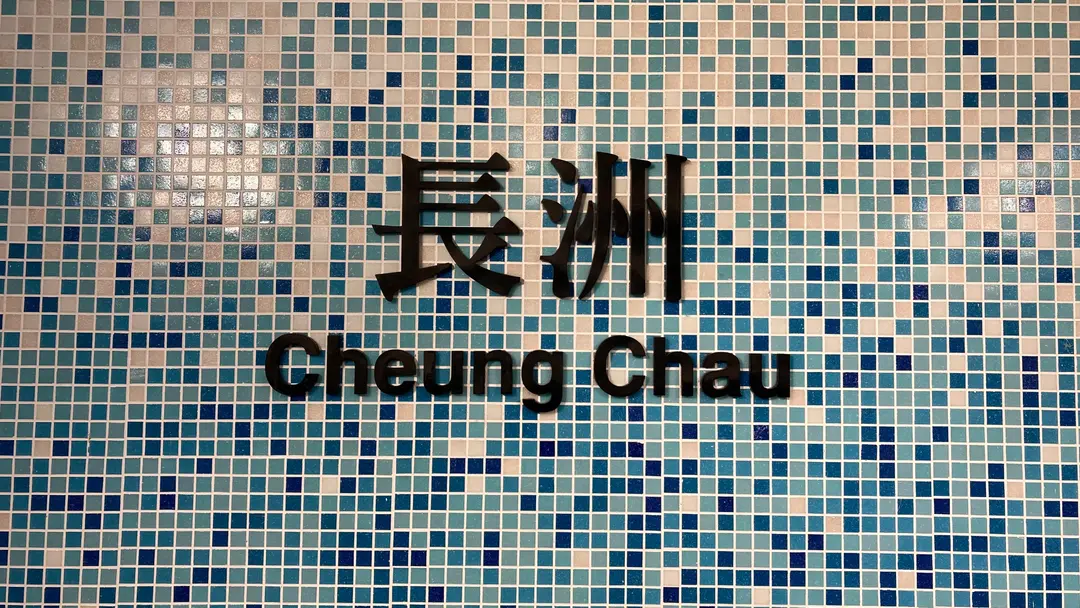 長洲
Cheung Chau